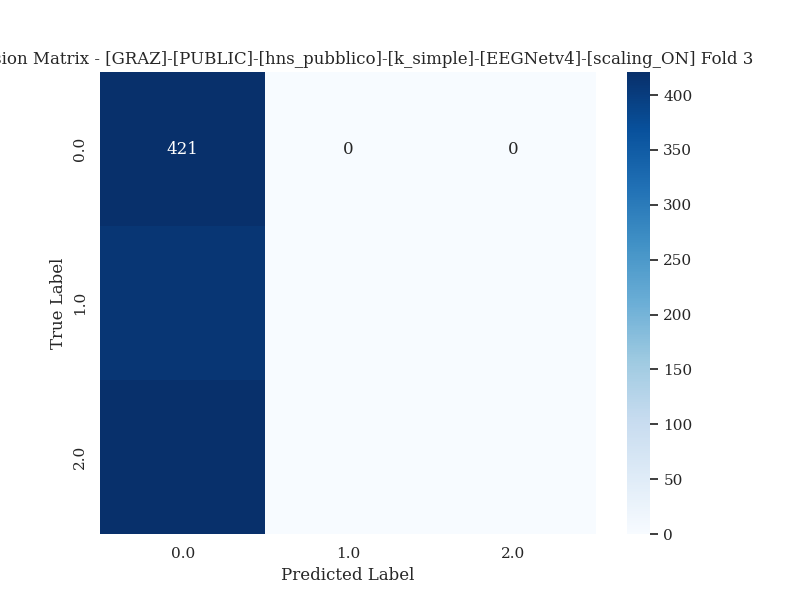 sion Matrix - [GRAZ]-[PUBLIC]-[hns_pubblico]-[k_simple]-[EEGNetv4]-[scaling_ON] Fold 3
421 0 0
0.0
1.0
2.0
True Label
0.0 1.0 2.0
Predicted Label
400
350
300
250
200
150
100
50
0